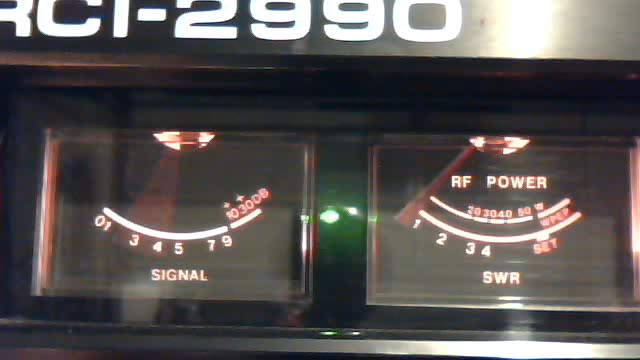 RCI-2990
+ +
10 30 DB
0 1 3 4 5 7 9
SIGNAL
RF POWER
20 30 40 50 W
PEP
1 2 3 4 SET
SWR